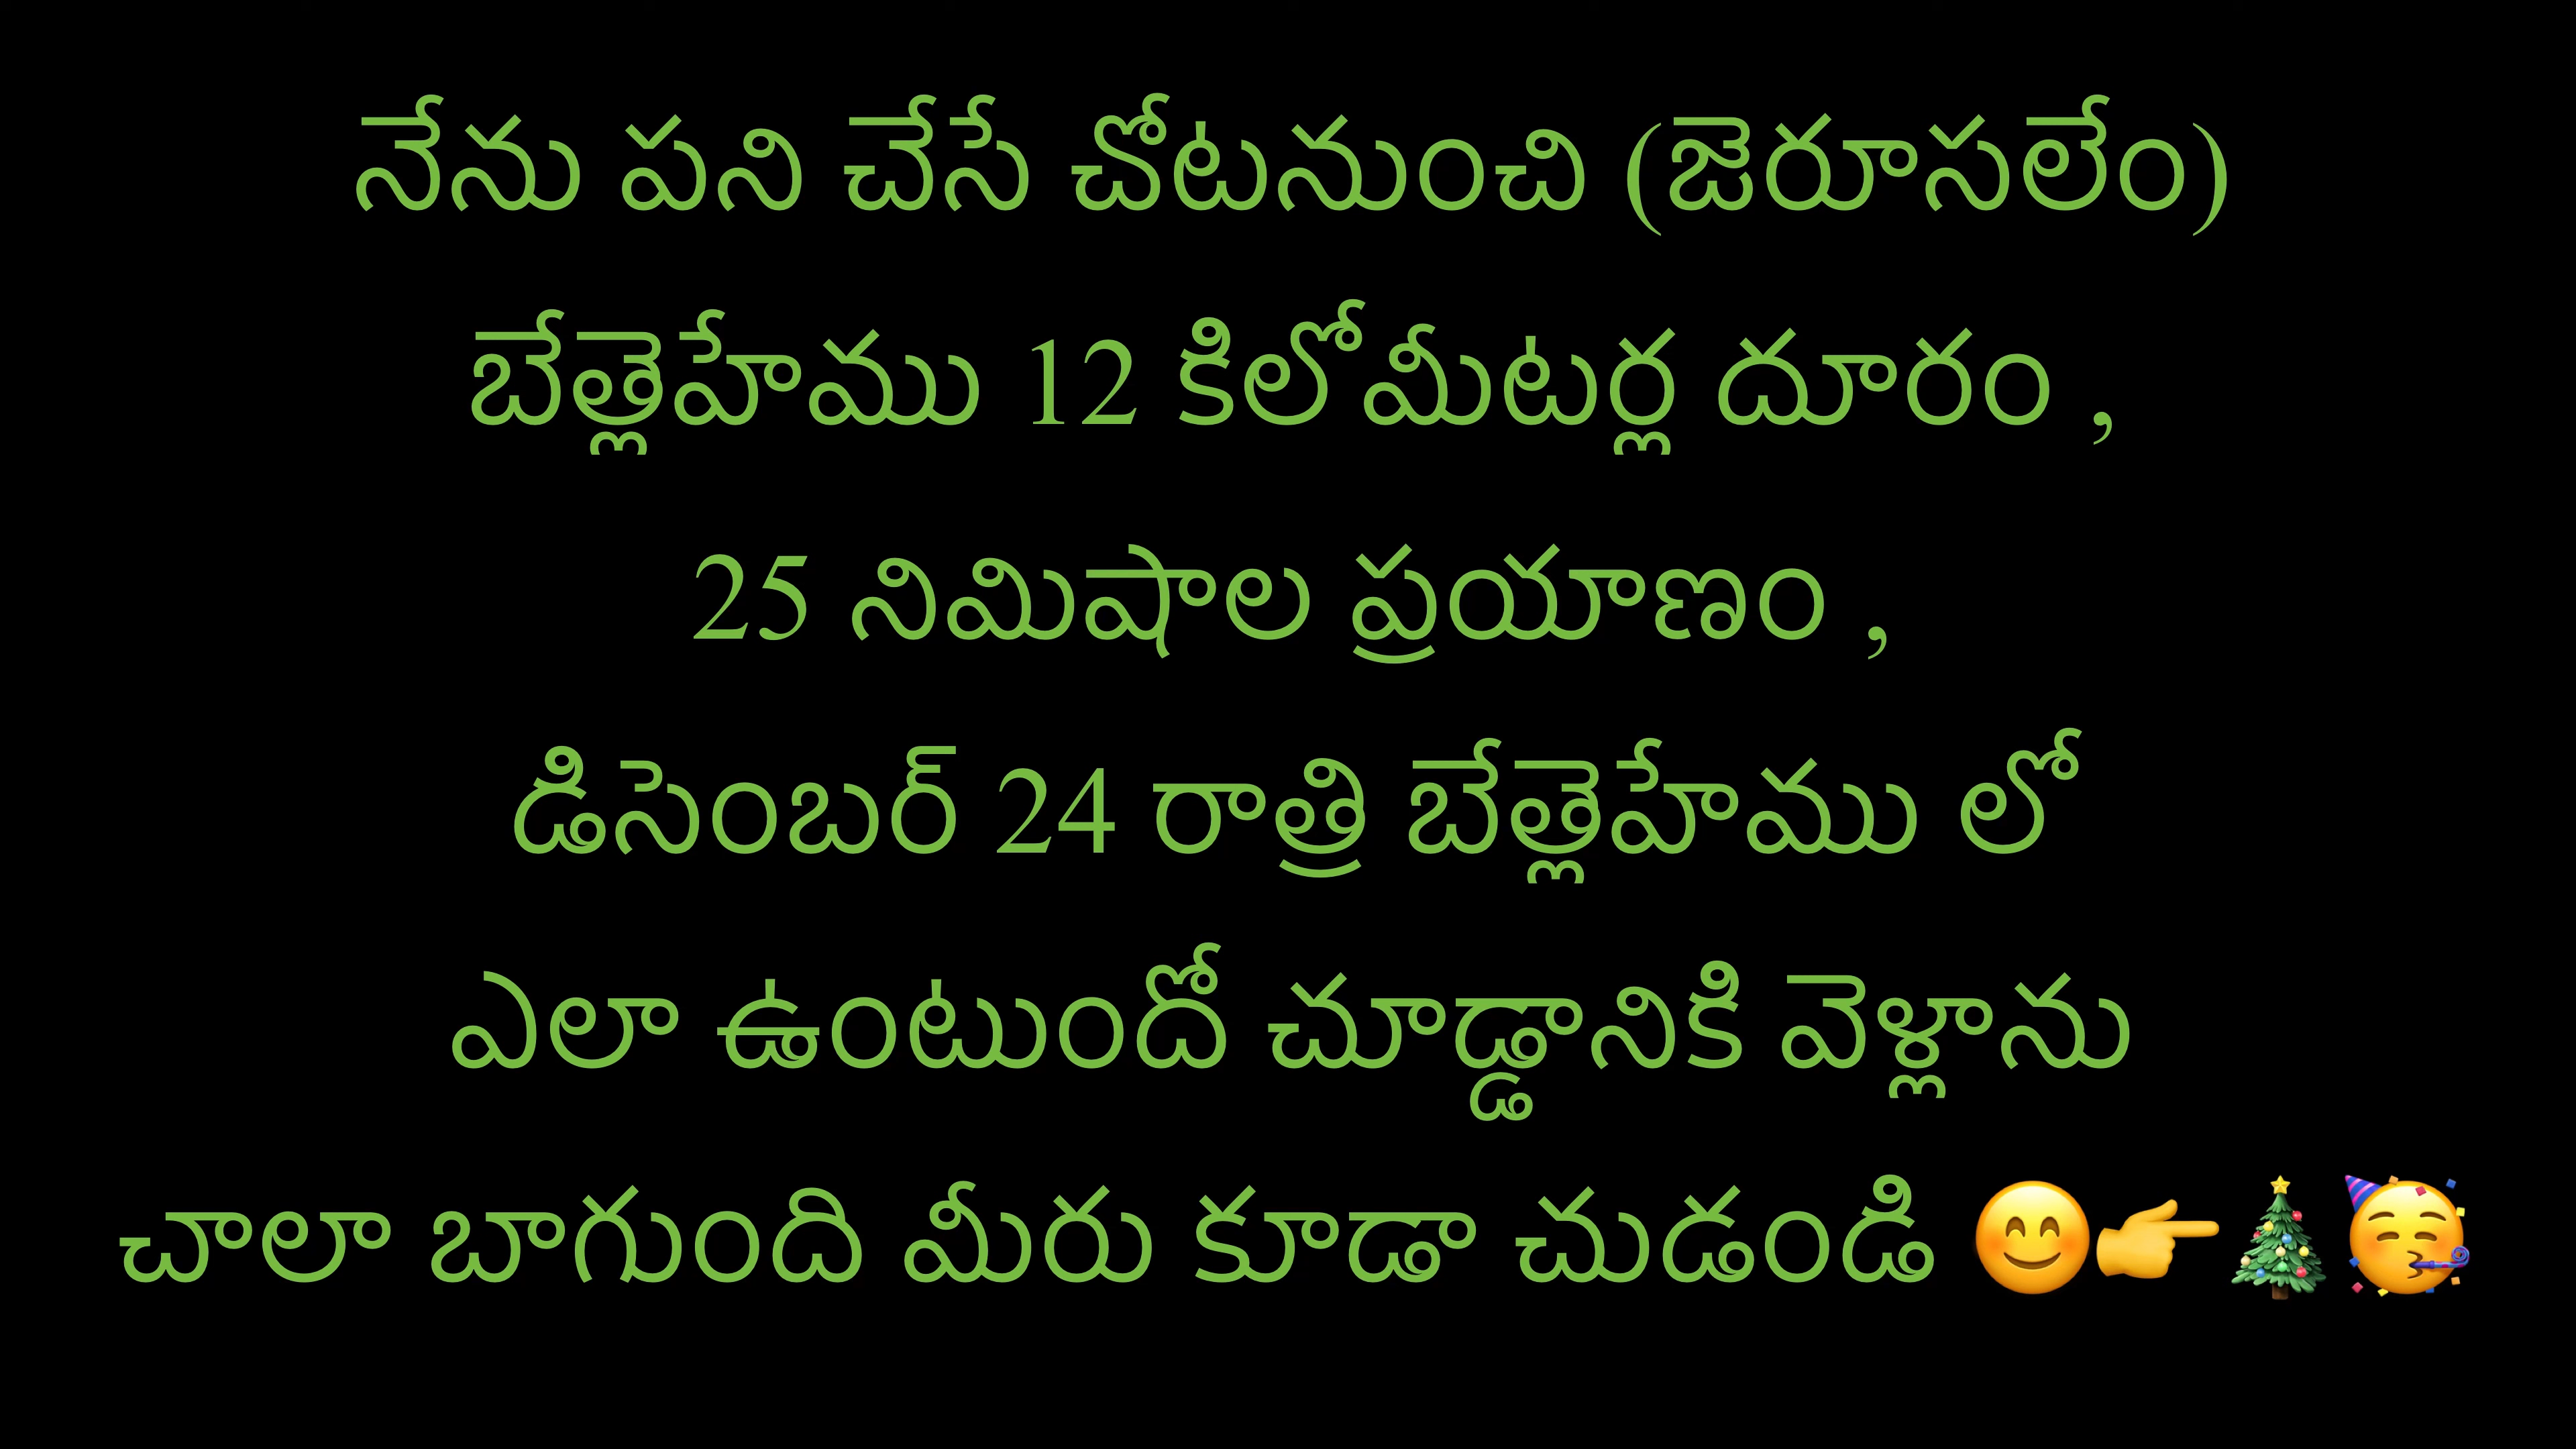 నేను పని చేసే చోటనుంచి (జెరూసలేం)
బేత్లెహేము 12 కిలోమీటర్ల దూరం ,
25 నిమిషాల ప్రయాణం ,
డిసెంబర్ 24 రాత్రి బేత్లెహేము లో
ఎలా ఉంటుందో చూడ్డానికి వెళ్లాను
చాలా బాగుంది మీరు కూడా చుడండి 😊👉🎄🥳